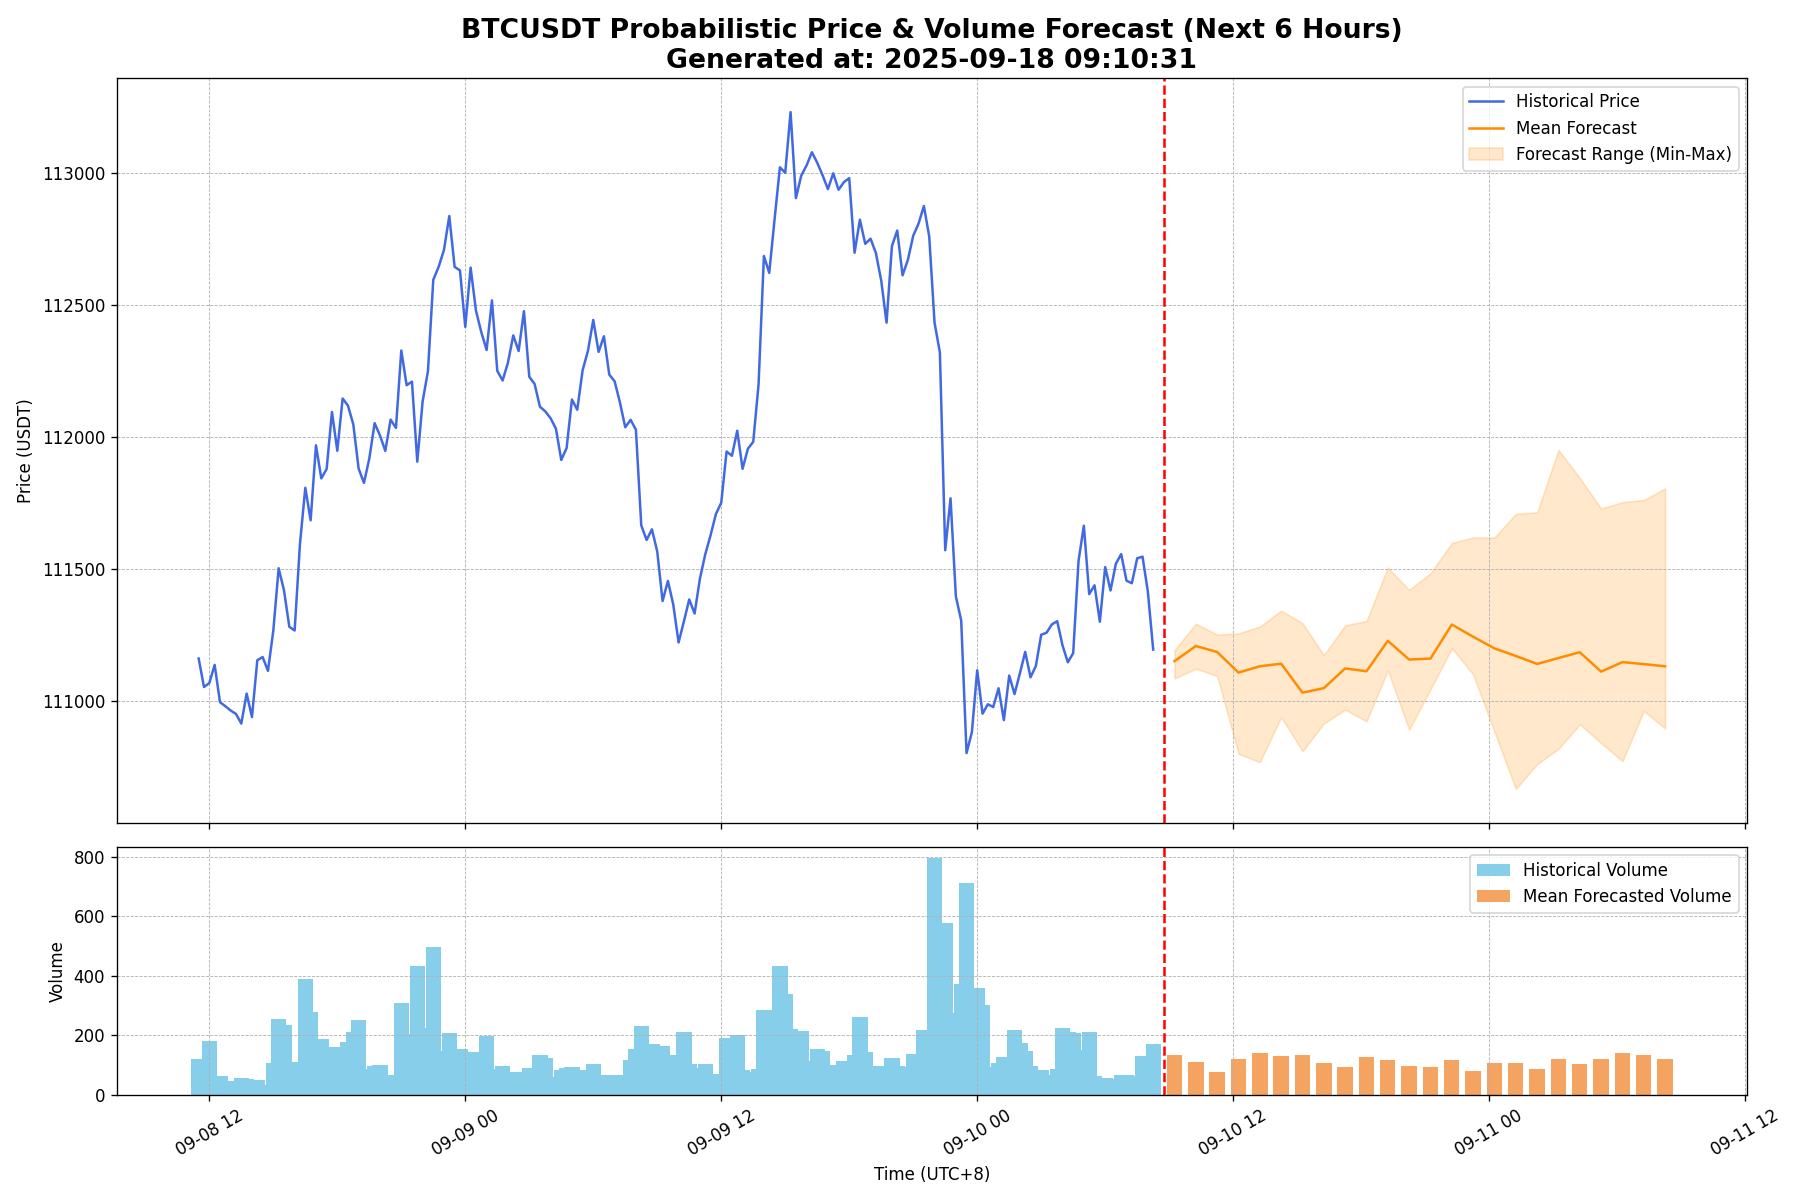 BTCUSDT Probabilistic Price & Volume Forecast (Next 6 Hours)
Generated at: 2025-09-18 09:10:31
Historical Price
Mean Forecast
Forecast Range (Min-Max)
Price (USDT)
113000
112500
112000
111500
111000
Historical Volume
Mean Forecasted Volume
Volume
800
600
400
200
0
09-08 12
09-09 00
09-09 12
09-10 00
09-10 12
09-11 00
09-11 12
Time (UTC+8)